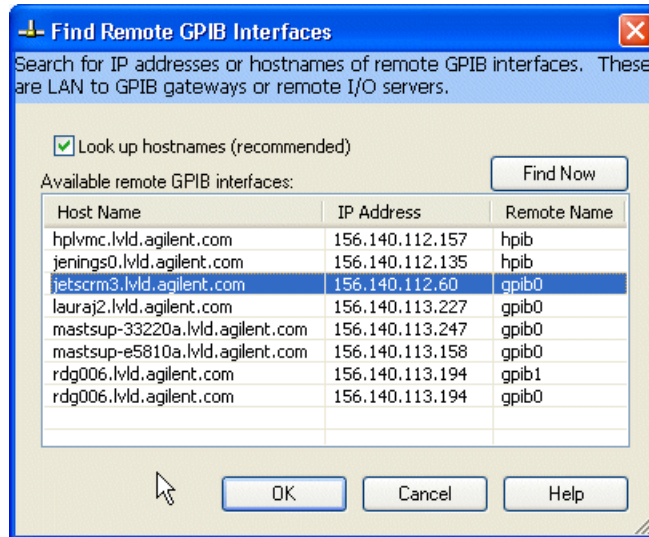 Find Remote GPIB Interfaces
Search for IP addresses or hostnames of remote GPIB interfaces. These
are LAN to GPIB gateways or remote I/O servers.
Look up hostnames (recommended)
Find Now
Available remote GPIB interfaces:
Host Name IP Address Remote Name
hplvmc.lvld.agilent.com 156.140.112.157 hpib
jenings0.lvld.agilent.com 156.140.112.135 hpib
jetscrm3.lvld.agilent.com 156.140.112.60 gpib0
lauraj2.lvld.agilent.com 156.140.113.227 gpib0
mastsup-33220a.lvld.agilent.com 156.140.113.247 gpib0
mastsup-e5810a.lvld.agilent.com 156.140.113.158 gpib0
rdg006.lvld.agilent.com 156.140.113.194 gpib1
rdg006.lvld.agilent.com 156.140.113.194 gpib0
OK Cancel Help